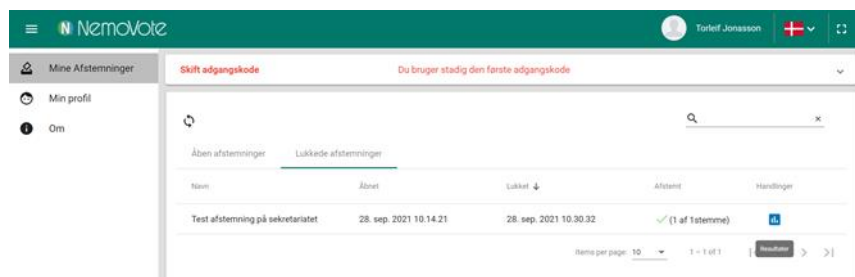 NemoVote
Torleif Jonasson
Mine Afstemninger
Skift adgangskode Du bruger stadig den første adgangskode
Min profil
Om
Åben afstemninger Lukkede afstemninger
Navn Åbnet Lukket Afstemt Handlinger
Test afstemning på sekretariatet 28. sep. 2021 10.14.21 28. sep. 2021 10.30.32 (1 af 1stemme)
Items per page: 10 1 – 1 of 1 Resultater